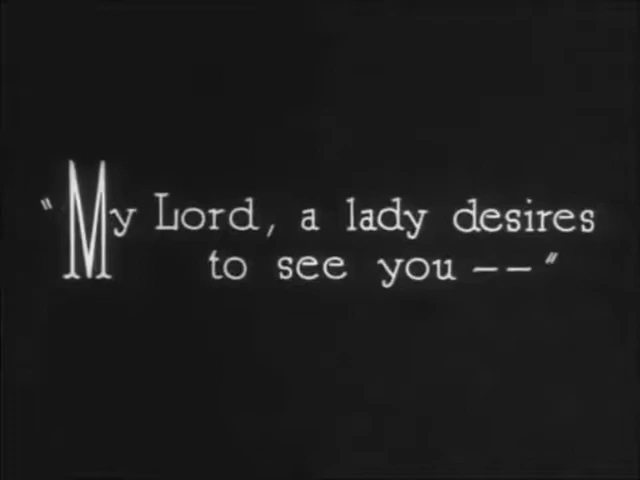 "My Lord, a lady desires
to see you — — "